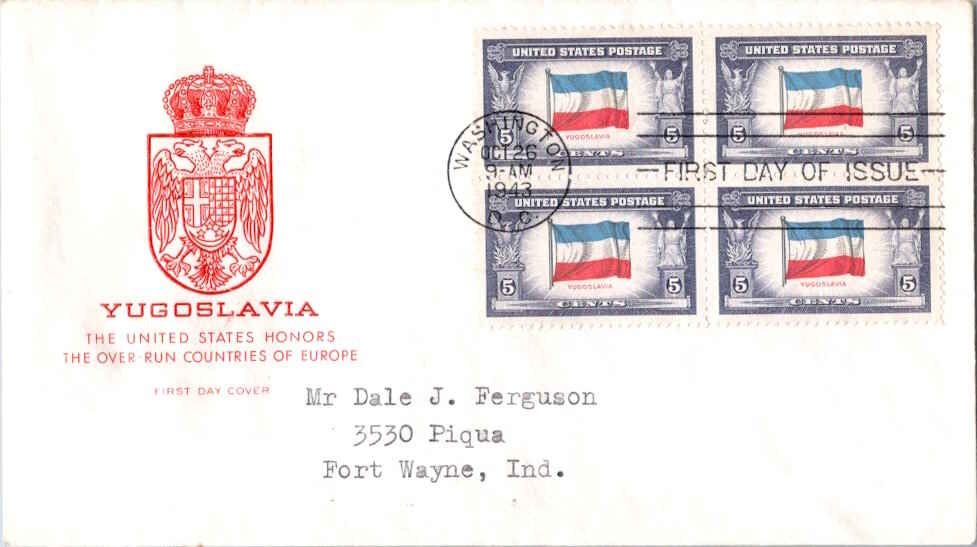 YUGOSLAVIA
THE UNITED STATES HONORS
THE OVER-RUN COUNTRIES OF EUROPE
FIRST DAY COVER
UNITED STATES POSTAGE
YUGOSLAVIA
5 CENTS 5
UNITED STATES POSTAGE
YUGOSLAVIA
5 CENTS 5
UNITED STATES POSTAGE
YUGOSLAVIA
5 CENTS 5
UNITED STATES POSTAGE
YUGOSLAVIA
5 CENTS 5
WASHINGTON
OCT 26
9-AM
1943
D.C.
FIRST DAY OF ISSUE
Mr Dale J. Ferguson
3530 Piqua
Fort Wayne, Ind.